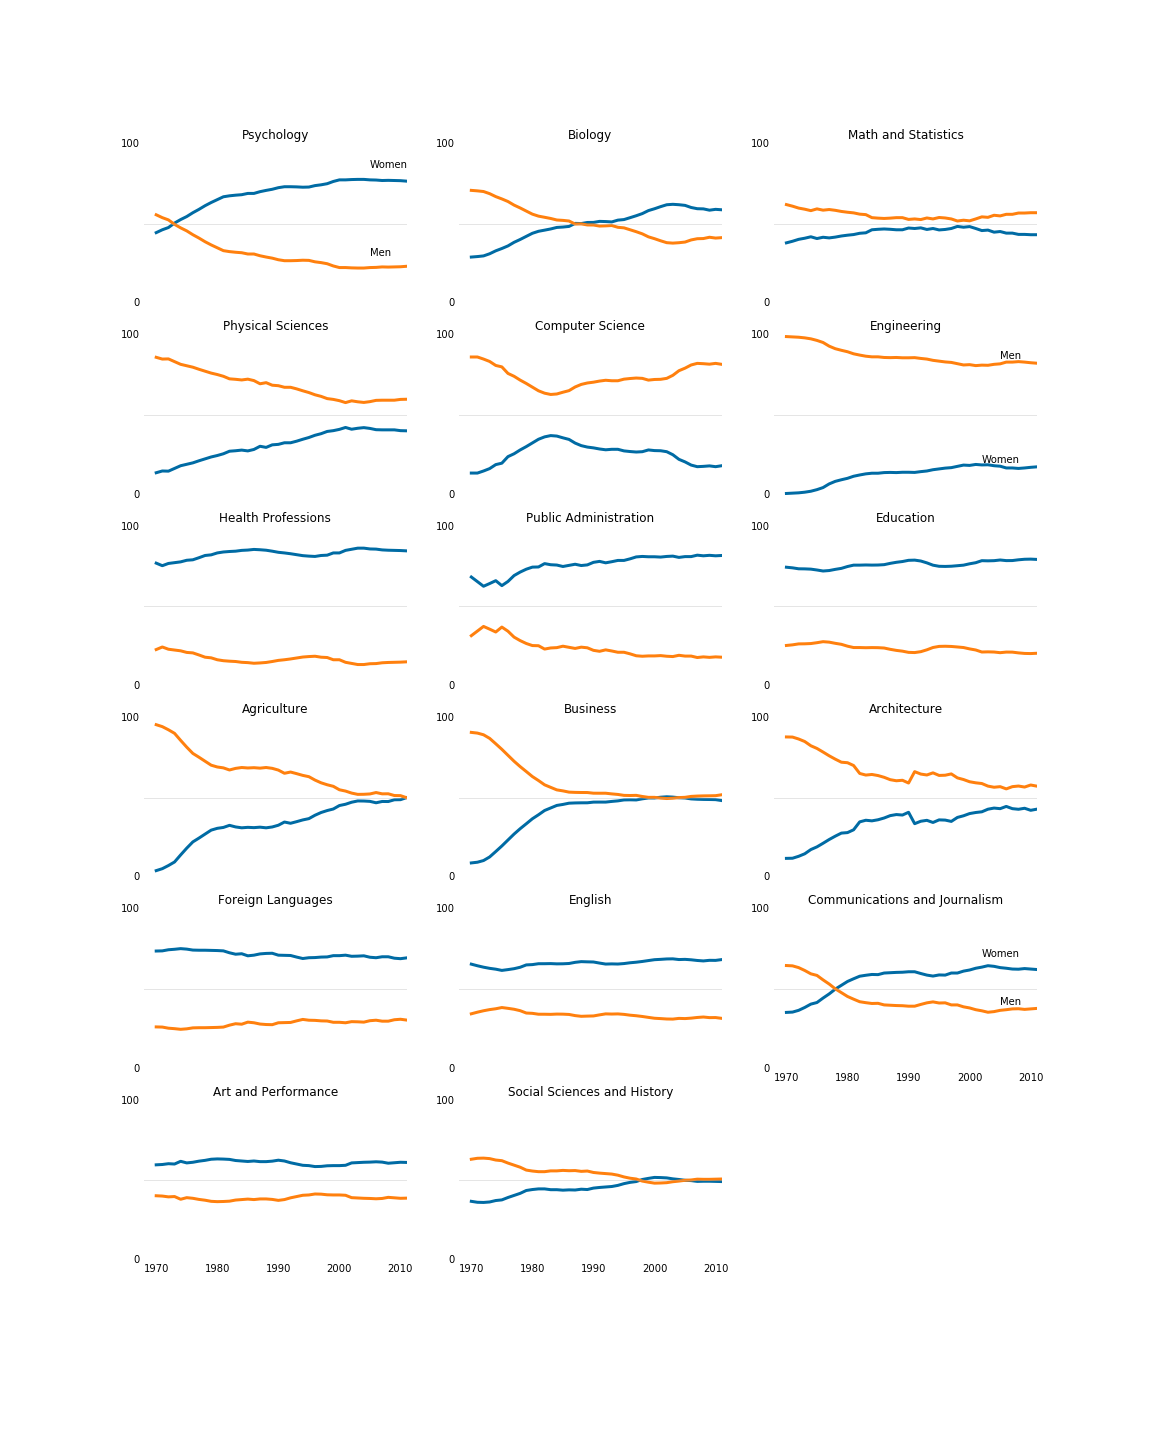 Psychology
100
Women
Men
0
Biology
100
0
Math and Statistics
100
0
Physical Sciences
100
0
Computer Science
100
0
Engineering
100
Men
Women
0
Health Professions
100
0
Public Administration
100
0
Education
100
0
Agriculture
100
0
Business
100
0
Architecture
100
0
Foreign Languages
100
0
English
100
0
Communications and Journalism
Women
Men
0
1970 1980 1990 2000 2010
100
Art and Performance
100
0
1970 1980 1990 2000 2010
Social Sciences and History
100
0
1970 1980 1990 2000 2010